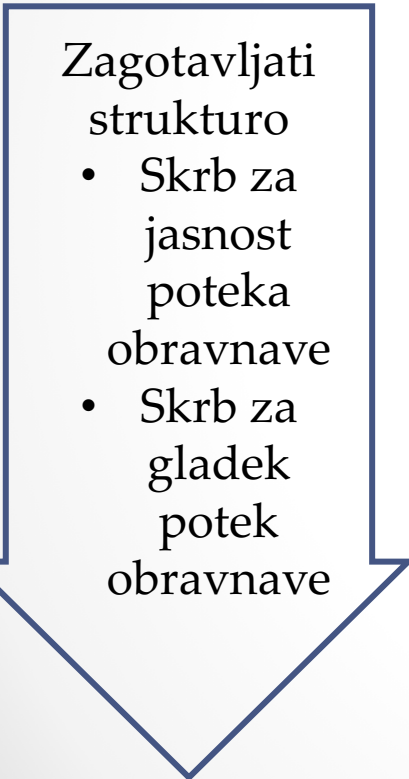 Zagotavljati
strukturo
• Skrb za
jasnost
poteka
obravnave
• Skrb za
gladek
potek
obravnave